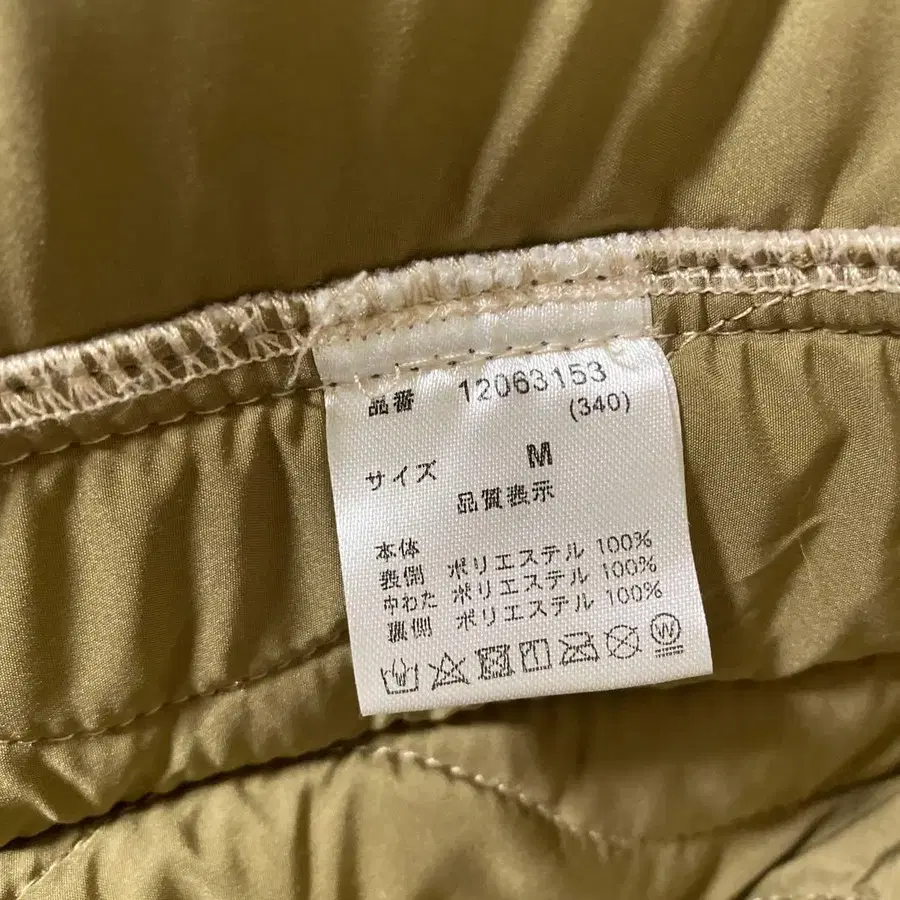 品番 12063153
(340)
サイズ M
品質表示
本体
表側 ポリエステル 100%
中わた ポリエステル 100%
裏側 ポリエステル 100%
W